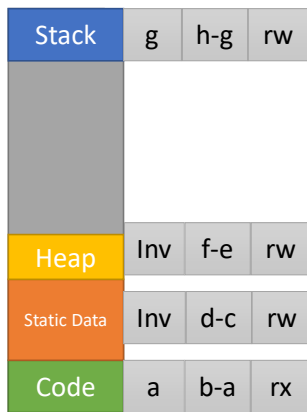 Stack g h-g rw
Heap Inv f-e rw
Static Data Inv d-c rw
Code a b-a rx